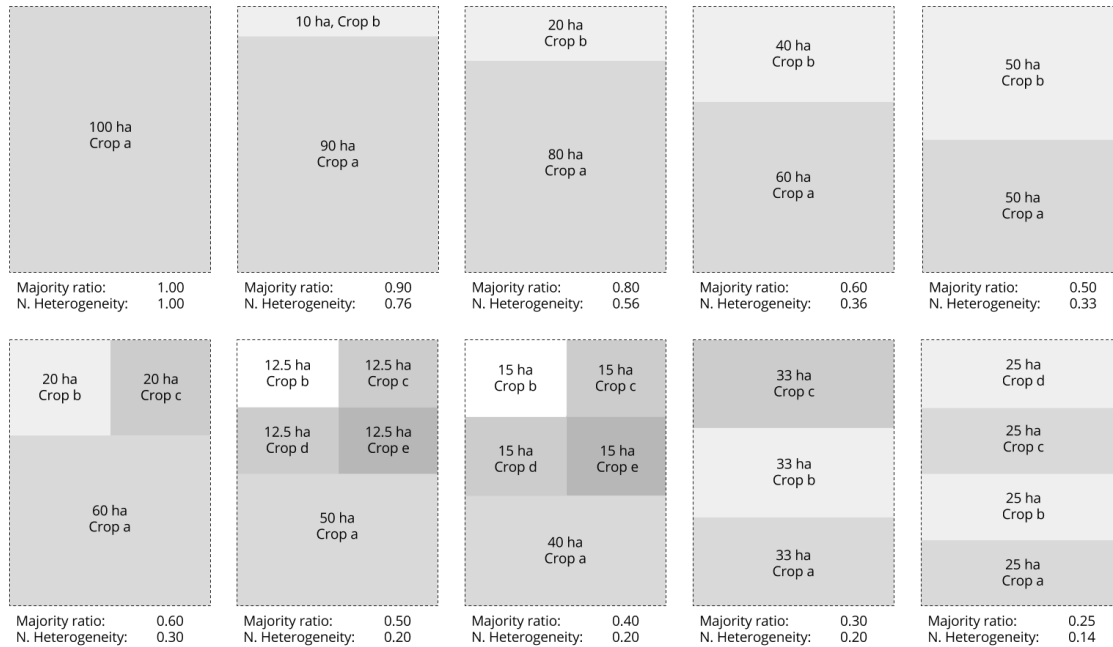 100 ha
Crop a
Majority ratio: 1.00
N. Heterogeneity: 1.00
10 ha, Crop b
90 ha
Crop a
Majority ratio: 0.90
N. Heterogeneity: 0.76
20 ha
Crop b
80 ha
Crop a
Majority ratio: 0.80
N. Heterogeneity: 0.56
40 ha
Crop b
60 ha
Crop a
Majority ratio: 0.60
N. Heterogeneity: 0.36
50 ha
Crop b
50 ha
Crop a
Majority ratio: 0.50
N. Heterogeneity: 0.33
20 ha
Crop b
20 ha
Crop c
60 ha
Crop a
Majority ratio: 0.60
N. Heterogeneity: 0.30
12.5 ha
Crop b
12.5 ha
Crop c
12.5 ha
Crop d
12.5 ha
Crop e
50 ha
Crop a
Majority ratio: 0.50
N. Heterogeneity: 0.20
15 ha
Crop b
15 ha
Crop c
15 ha
Crop d
15 ha
Crop e
40 ha
Crop a
Majority ratio: 0.40
N. Heterogeneity: 0.20
33 ha
Crop c
33 ha
Crop b
33 ha
Crop a
Majority ratio: 0.30
N. Heterogeneity: 0.20
25 ha
Crop d
25 ha
Crop c
25 ha
Crop b
25 ha
Crop a
Majority ratio: 0.25
N. Heterogeneity: 0.14